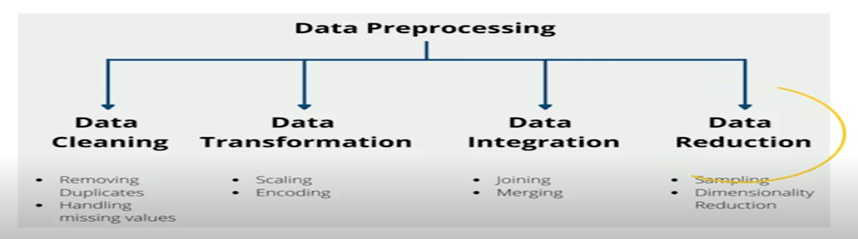 Data Preprocessing
Data
Cleaning
• Removing
Duplicates
• Handling
missing values
Data
Transformation
• Scaling
• Encoding
Data
Integration
• Joining
• Merging
Data
Reduction
• Sampling
• Dimensionality
Reduction